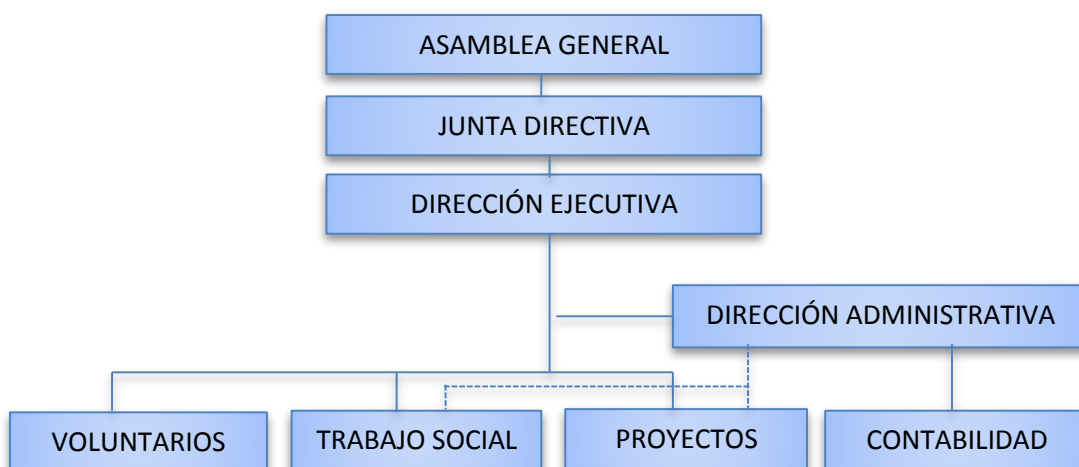 ASAMBLEA GENERAL
JUNTA DIRECTIVA
DIRECCIÓN EJECUTIVA
DIRECCIÓN ADMINISTRATIVA
VOLUNTARIOS
TRABAJO SOCIAL
PROYECTOS
CONTABILIDAD